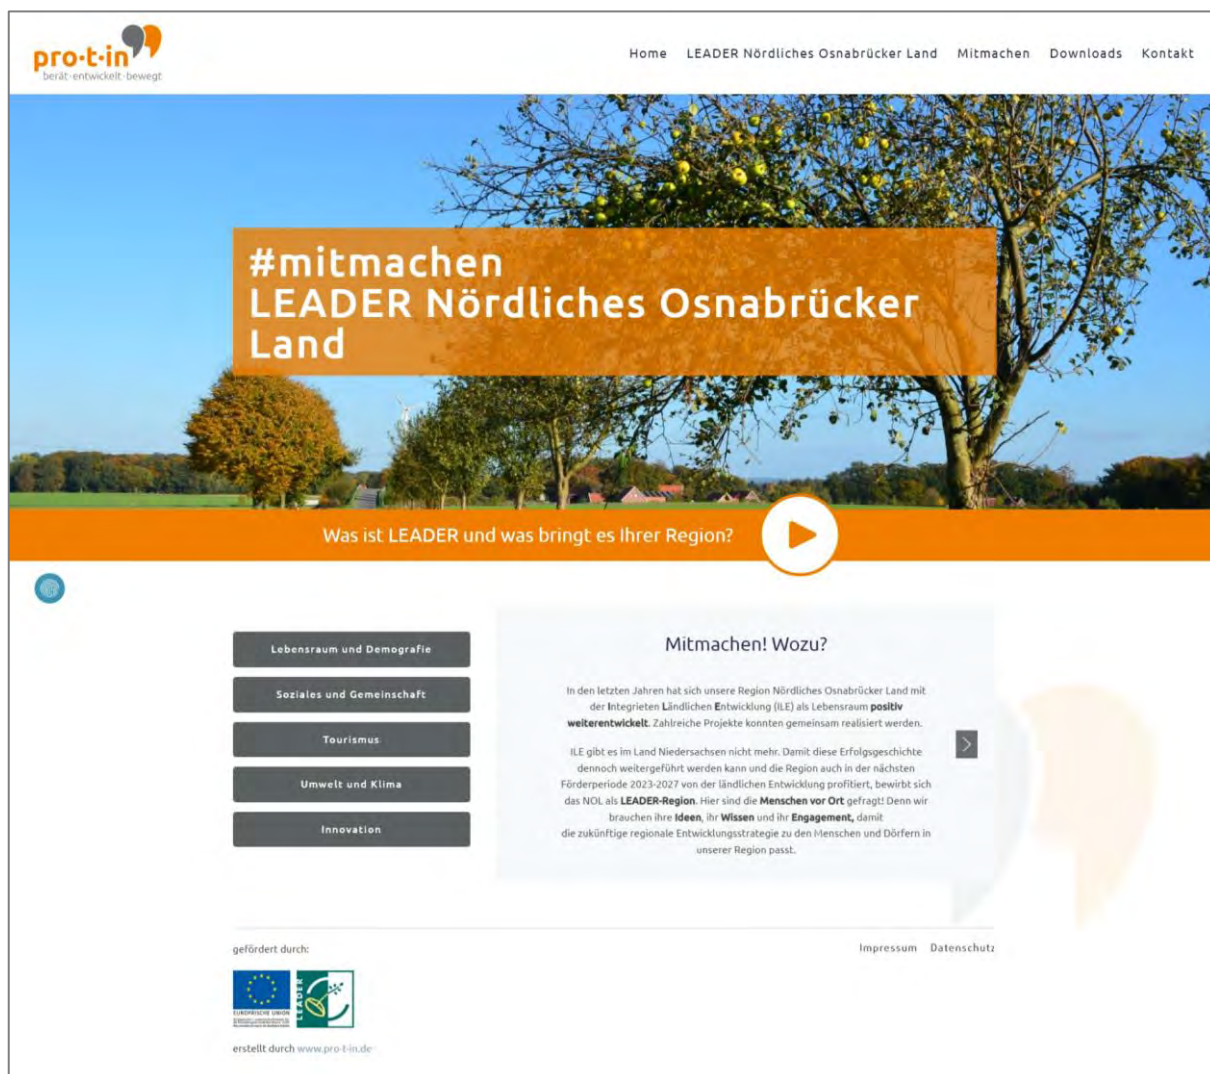 pro·t·in
berät·entwickelt·bewegt
Home LEADER Nördliches Osnabrücker Land Mitmachen Downloads Kontakt
#mitmachen
LEADER Nördliches Osnabrücker
Land
Was ist LEADER und was bringt es Ihrer Region?
Lebensraum und Demografie
Soziales und Gemeinschaft
Tourismus
Umwelt und Klima
Innovation
Mitmachen! Wozu?
In den letzten Jahren hat sich unsere Region Nördliches Osnabrücker Land mit
der Integrieten Ländlichen Entwicklung (ILE) als Lebensraum positiv
weiterentwickelt. Zahlreiche Projekte konnten gemeinsam realisiert werden.
ILE gibt es im Land Niedersachsen nicht mehr. Damit diese Erfolgsgeschichte
dennoch weitergeführt werden kann und die Region auch in der nächsten
Förderperiode 2023-2027 von der ländlichen Entwicklung profitiert, bewirbt sich
das NOL als LEADER-Region. Hier sind die Menschen vor Ort gefragt! Denn wir
brauchen ihre Ideen, ihr Wissen und ihr Engagement, damit
die zukünftige regionale Entwicklungsstrategie zu den Menschen und Dörfern in
unserer Region passt.
gefördert durch:
Impressum Datenschutz
EUROPÄISCHE UNION
LEADER
erstellt durch www.pro-t-in.de